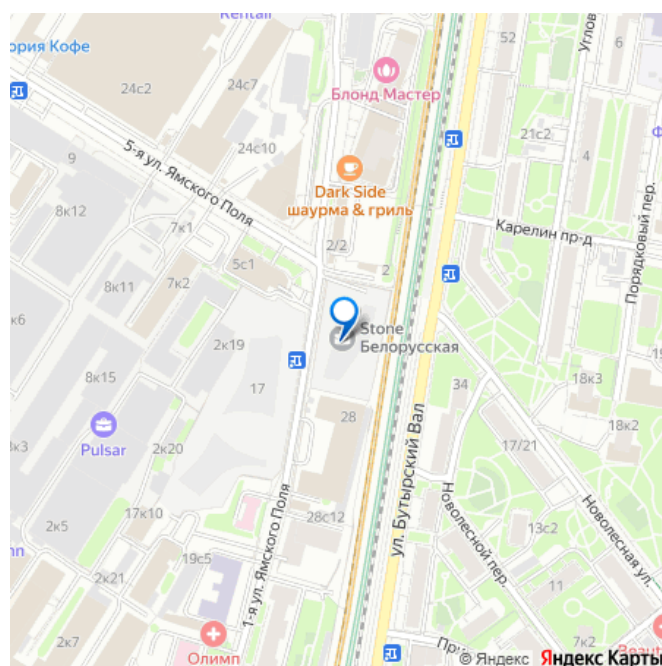 Rentall
52
6
Углов
ория Кофе
24с7
24с2
Блонд Мастер
24с10
21с2
4
5-я ул. Ямского Поля
9
Dark Side
шаурма & гриль
Порядковый пер.
8к12
7к1
Карелин пр-д
2/2
2
5с1
7к2
8к11
Stone
Белорусская
к6
2к19
8к15
17
34
18к3
28
18к2
8к3
Pulsar
2к20
17/21
ул. Бутырский Вал
17к10
Новолесной пер.
Новолесная ул.
2к5
28с12
13с2
1-я ул. Ямского Поля
19с5
2к21
11
7к2
2к7
Олимп
При
Beaut
© Яндекс Яндекс Карты